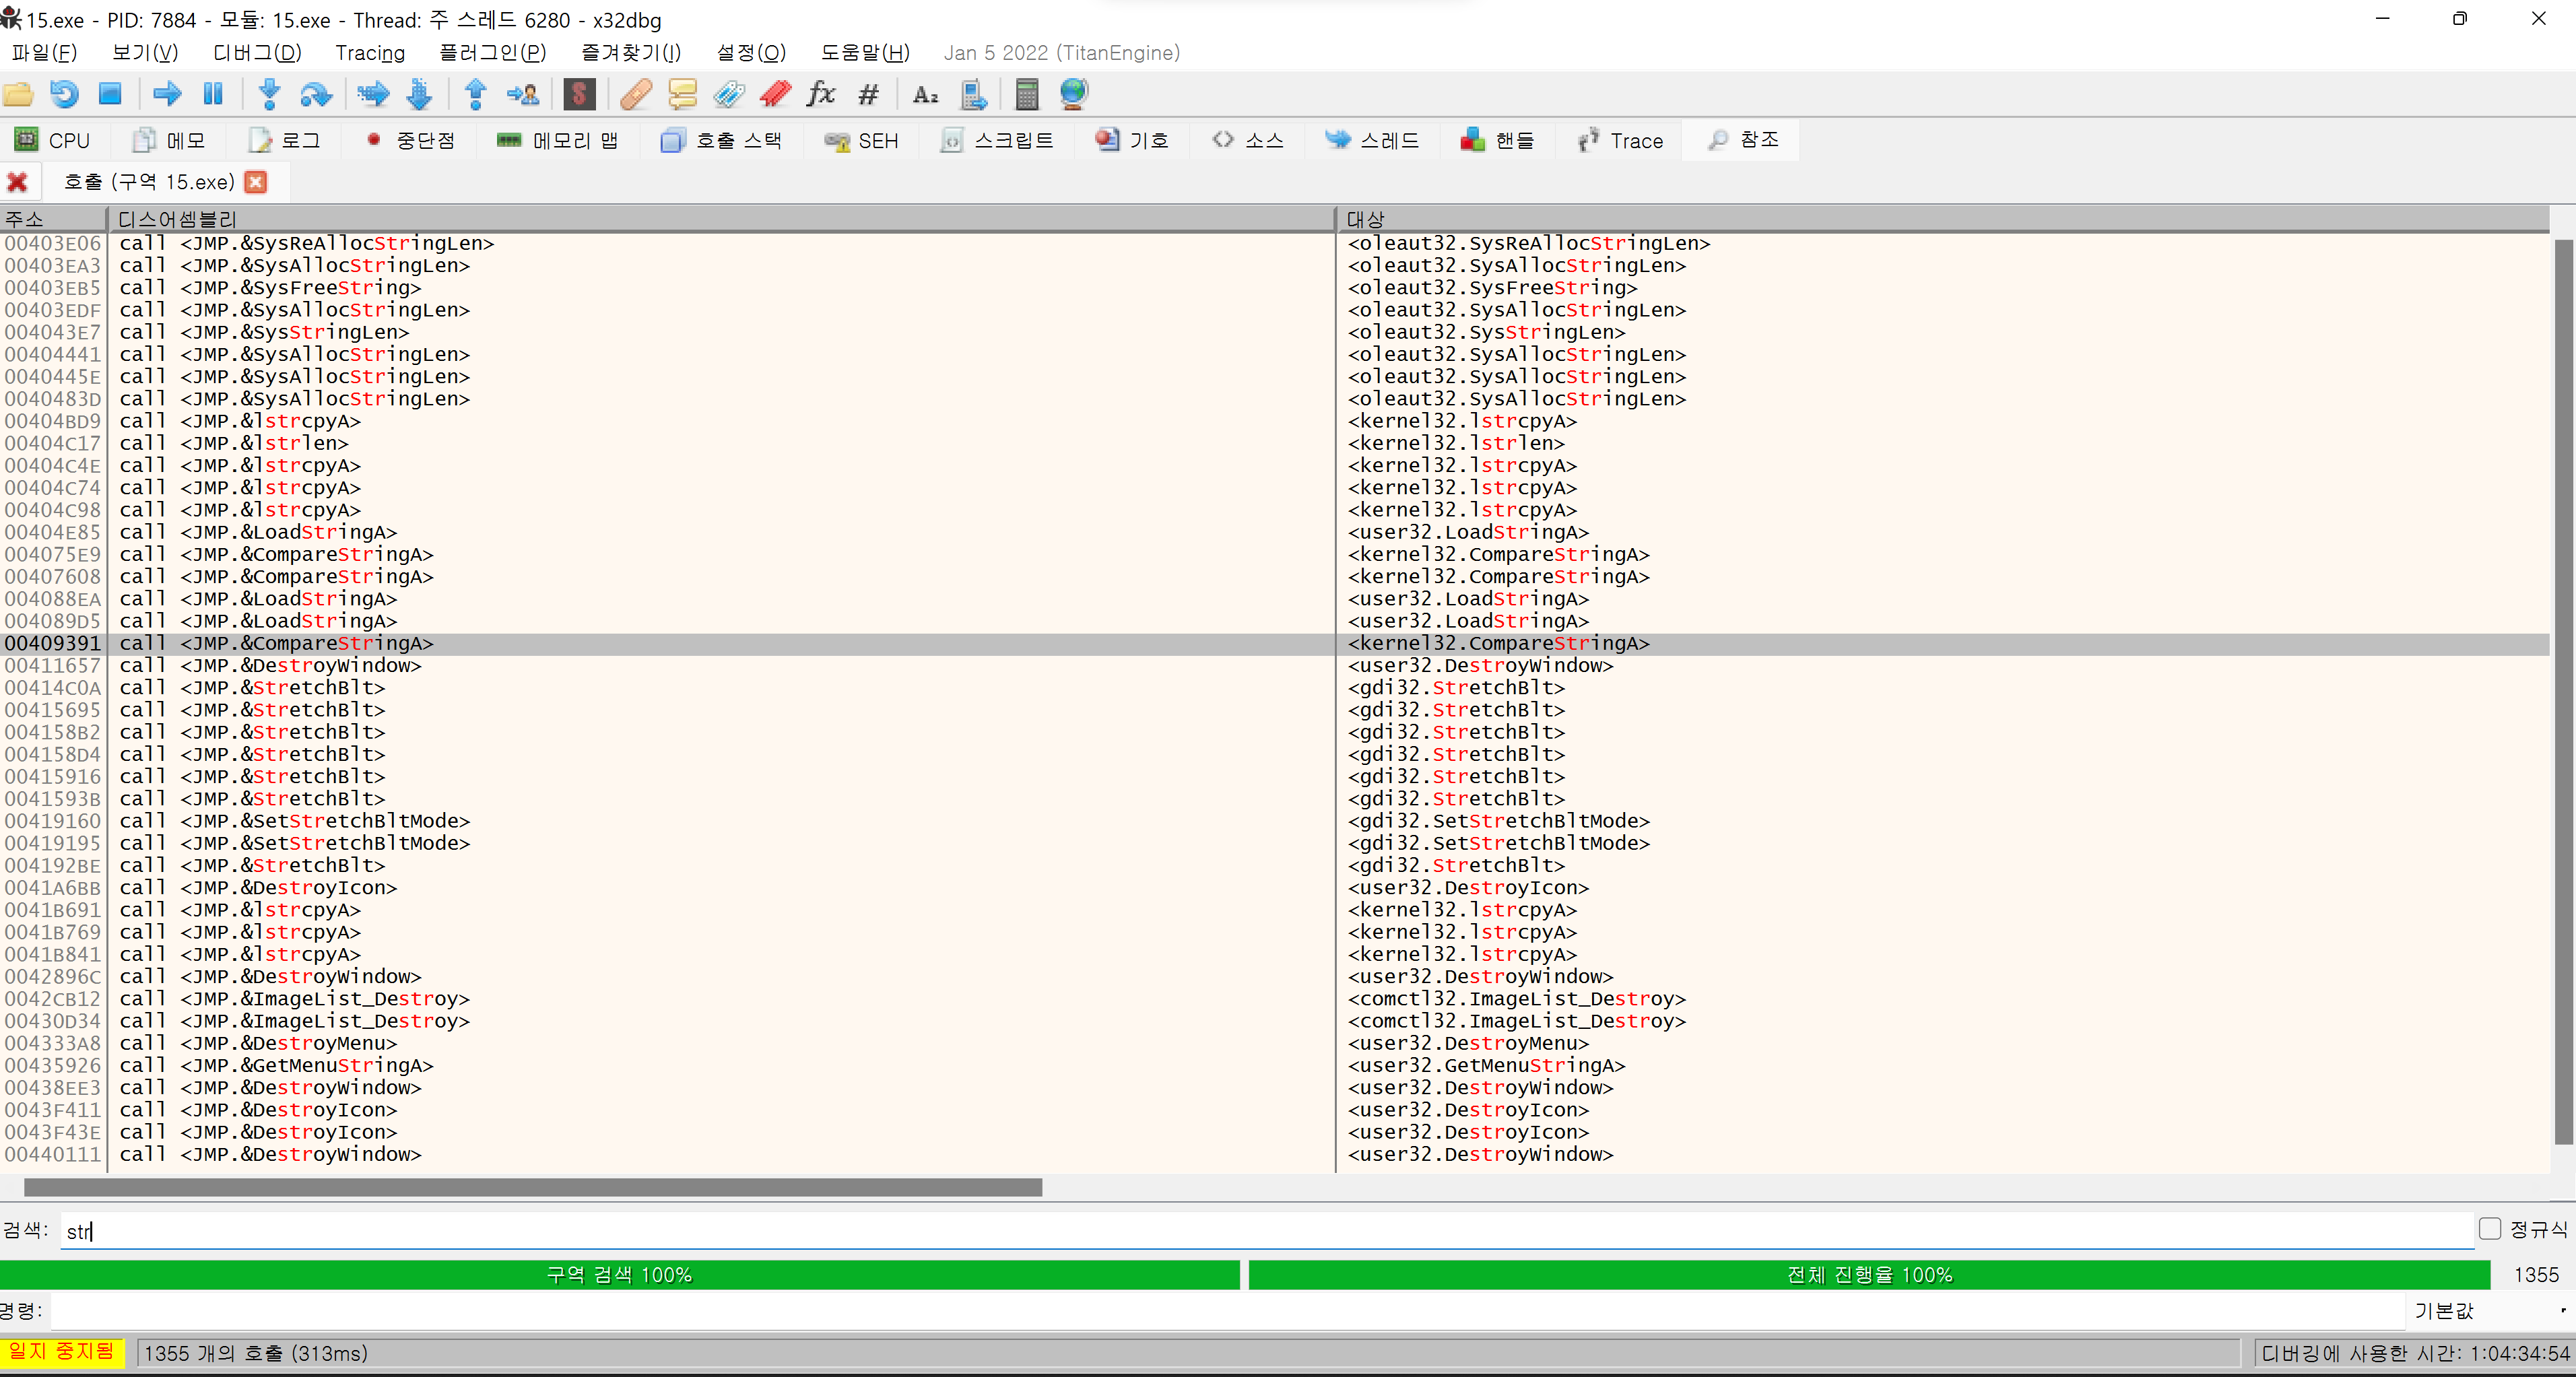 15.exe - PID: 7884 - 모듈: 15.exe - Thread: 주 스레드 6280 - x32dbg
파일(F) 보기(V) 디버그(D) Tracing 플러그인(P) 즐겨찾기(I) 설정(O) 도움말(H) Jan 5 2022 (TitanEngine)
CPU 메모 로그 중단점 메모리 맵 호출 스택 SEH 스크립트 기호 소스 스레드 핸들 Trace 참조
호출 (구역 15.exe)
주소 디스어셈블리 대상
00403E06 call <JMP.&SysReAllocStringLen> <oleaut32.SysReAllocStringLen>
00403EA3 call <JMP.&SysAllocStringLen> <oleaut32.SysAllocStringLen>
00403EB5 call <JMP.&SysFreeString> <oleaut32.SysFreeString>
00403EDF call <JMP.&SysAllocStringLen> <oleaut32.SysAllocStringLen>
004043E7 call <JMP.&SysStringLen> <oleaut32.SysStringLen>
00404441 call <JMP.&SysAllocStringLen> <oleaut32.SysAllocStringLen>
0040445E call <JMP.&SysAllocStringLen> <oleaut32.SysAllocStringLen>
0040483D call <JMP.&SysAllocStringLen> <oleaut32.SysAllocStringLen>
00404BD9 call <JMP.&lstrcpyA> <kernel32.lstrcpyA>
00404C17 call <JMP.&lstrlen> <kernel32.lstrlen>
00404C4E call <JMP.&lstrcpyA> <kernel32.lstrcpyA>
00404C74 call <JMP.&lstrcpyA> <kernel32.lstrcpyA>
00404C98 call <JMP.&lstrcpyA> <kernel32.lstrcpyA>
00404E85 call <JMP.&LoadStringA> <user32.LoadStringA>
004075E9 call <JMP.&CompareStringA> <kernel32.CompareStringA>
00407608 call <JMP.&CompareStringA> <kernel32.CompareStringA>
004088EA call <JMP.&LoadStringA> <user32.LoadStringA>
004089D5 call <JMP.&LoadStringA> <user32.LoadStringA>
00409391 call <JMP.&CompareStringA> <kernel32.CompareStringA>
00411657 call <JMP.&DestroyWindow> <user32.DestroyWindow>
00414C0A call <JMP.&StretchBlt> <gdi32.StretchBlt>
00415695 call <JMP.&StretchBlt> <gdi32.StretchBlt>
004158B2 call <JMP.&StretchBlt> <gdi32.StretchBlt>
004158D4 call <JMP.&StretchBlt> <gdi32.StretchBlt>
00415916 call <JMP.&StretchBlt> <gdi32.StretchBlt>
0041593B call <JMP.&StretchBlt> <gdi32.StretchBlt>
00419160 call <JMP.&SetStretchBltMode> <gdi32.SetStretchBltMode>
00419195 call <JMP.&SetStretchBltMode> <gdi32.SetStretchBltMode>
004192BE call <JMP.&StretchBlt> <gdi32.StretchBlt>
0041A6BB call <JMP.&DestroyIcon> <user32.DestroyIcon>
0041B691 call <JMP.&lstrcpyA> <kernel32.lstrcpyA>
0041B769 call <JMP.&lstrcpyA> <kernel32.lstrcpyA>
0041B841 call <JMP.&lstrcpyA> <kernel32.lstrcpyA>
0042896C call <JMP.&DestroyWindow> <user32.DestroyWindow>
0042CB12 call <JMP.&ImageList_Destroy> <comctl32.ImageList_Destroy>
00430D34 call <JMP.&ImageList_Destroy> <comctl32.ImageList_Destroy>
004333A8 call <JMP.&DestroyMenu> <user32.DestroyMenu>
00435926 call <JMP.&GetMenuStringA> <user32.GetMenuStringA>
00438EE3 call <JMP.&DestroyWindow> <user32.DestroyWindow>
0043F411 call <JMP.&DestroyIcon> <user32.DestroyIcon>
0043F43E call <JMP.&DestroyIcon> <user32.DestroyIcon>
00440111 call <JMP.&DestroyWindow> <user32.DestroyWindow>
검색: str 정규식
구역 검색 100% 전체 진행율 100% 1355
명령: 기본값
일지 중지됨 1355 개의 호출 (313ms) 디버깅에 사용한 시간: 1:04:34:54